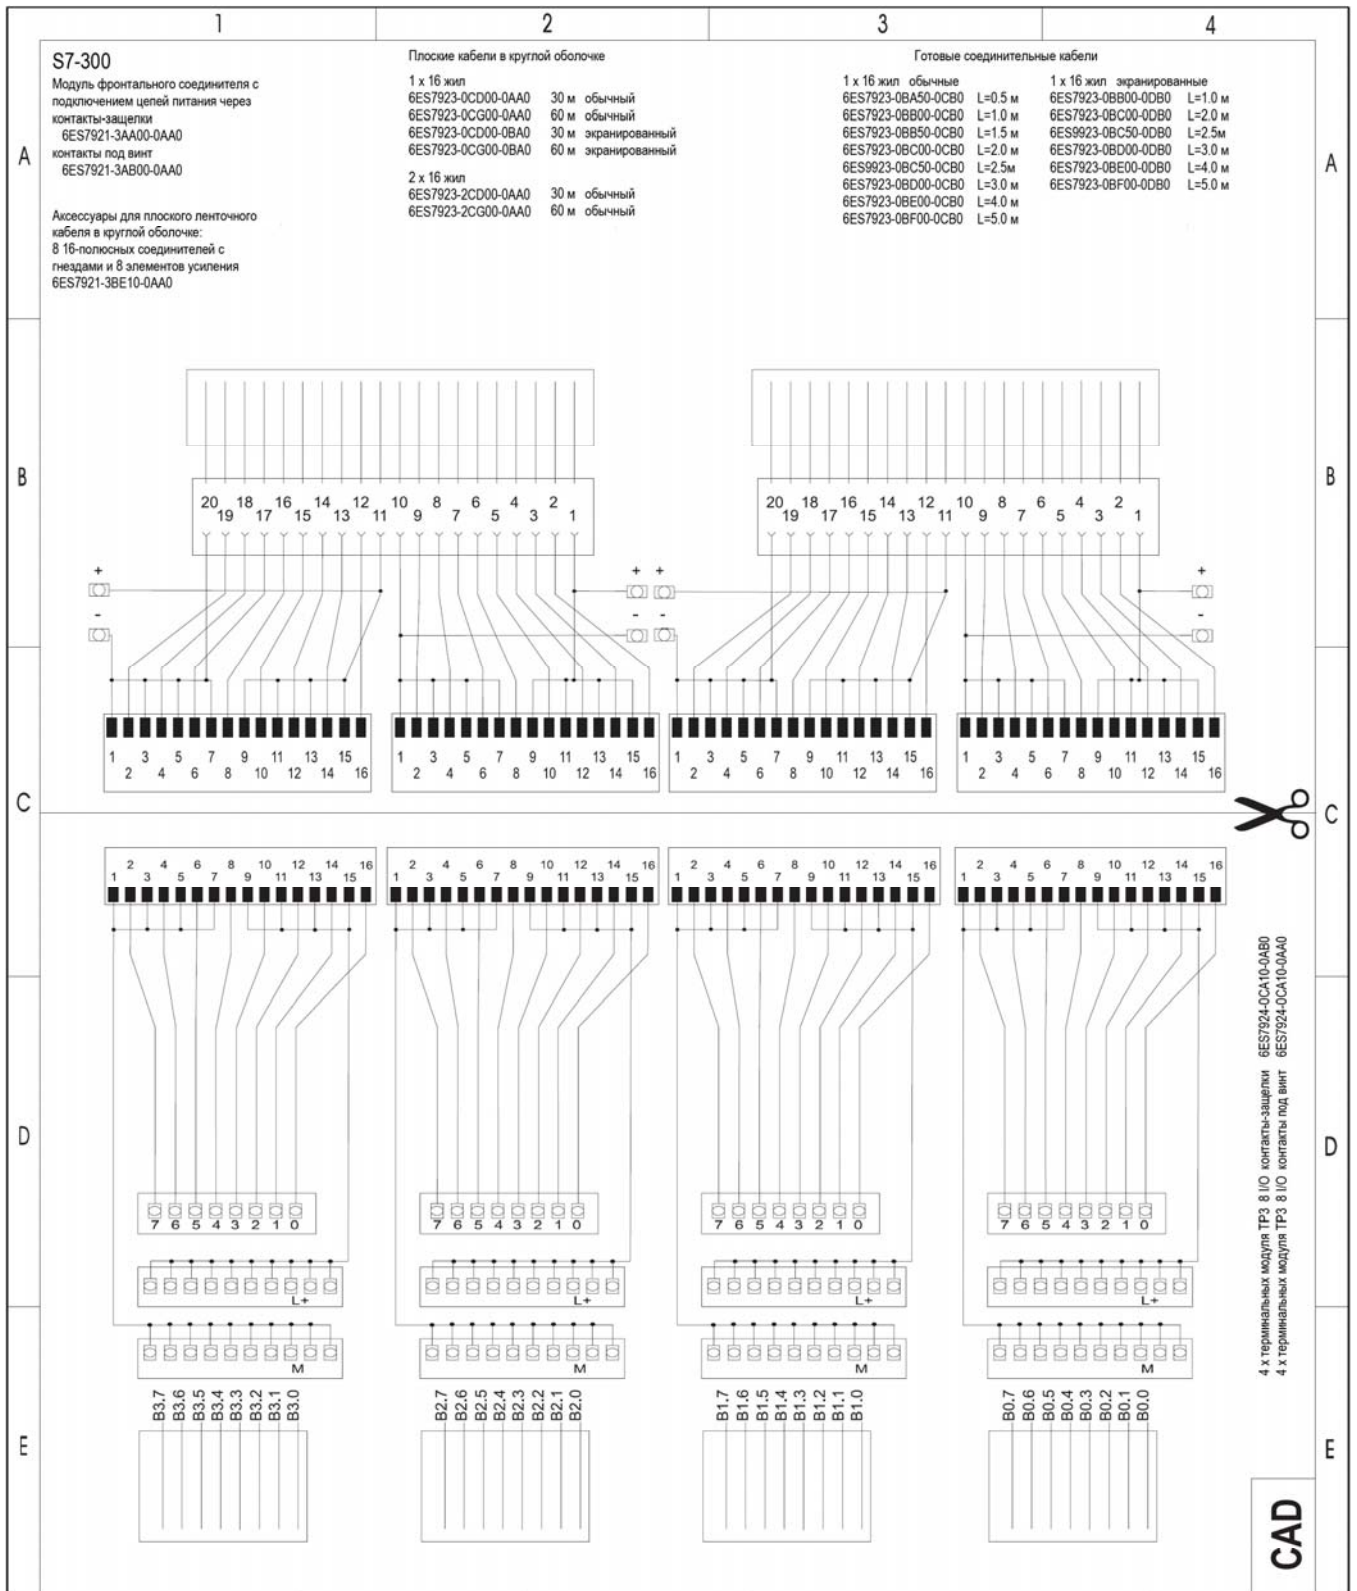 1 2 3 4
S7-300
Модуль фронтального соединителя с
подключением цепей питания через
контакты-защелки
6ES7921-3AA00-0AA0
контакты под винт
6ES7921-3AB00-0AA0
Аксессуары для плоского ленточного
кабеля в круглой оболочке:
8 16-полюсных соединителей с
гнездами и 8 элементов усиления
6ES7921-3BE10-0AA0
Плоские кабели в круглой оболочке
1 x 16 жил
6ES7923-0CD00-0AA0 30 м обычный
6ES7923-0CG00-0AA0 60 м обычный
6ES7923-0CD00-0BA0 30 м экранированный
6ES7923-0CG00-0BA0 60 м экранированный
2 x 16 жил
6ES7923-2CD00-0AA0 30 м обычный
6ES7923-2CG00-0AA0 60 м обычный
Готовые соединительные кабели
1 x 16 жил обычные
6ES7923-0BA50-0CB0 L=0.5 м
6ES7923-0BB00-0CB0 L=1.0 м
6ES7923-0BB50-0CB0 L=1.5 м
6ES7923-0BC00-0CB0 L=2.0 м
6ES9923-0BC50-0CB0 L=2.5м
6ES7923-0BD00-0CB0 L=3.0 м
6ES7923-0BE00-0CB0 L=4.0 м
6ES7923-0BF00-0CB0 L=5.0 м
1 x 16 жил экранированные
6ES7923-0BB00-0DB0 L=1.0 м
6ES7923-0BC00-0DB0 L=2.0 м
6ES9923-0BC50-0DB0 L=2.5м
6ES7923-0BD00-0DB0 L=3.0 м
6ES7923-0BE00-0DB0 L=4.0 м
6ES7923-0BF00-0DB0 L=5.0 м
A A
B B
20 18 16 14 12 10 8 6 4 2
19 17 15 13 11 9 7 5 3 1
20 18 16 14 12 10 8 6 4 2
19 17 15 13 11 9 7 5 3 1
+ + + +
- - - -
1 3 5 7 9 11 13 15
2 4 6 8 10 12 14 16
1 3 5 7 9 11 13 15
2 4 6 8 10 12 14 16
1 3 5 7 9 11 13 15
2 4 6 8 10 12 14 16
1 3 5 7 9 11 13 15
2 4 6 8 10 12 14 16
C C
2 4 6 8 10 12 14 16
1 3 5 7 9 11 13 15
2 4 6 8 10 12 14 16
1 3 5 7 9 11 13 15
2 4 6 8 10 12 14 16
1 3 5 7 9 11 13 15
2 4 6 8 10 12 14 16
1 3 5 7 9 11 13 15
D D
7 6 5 4 3 2 1 0
7 6 5 4 3 2 1 0
7 6 5 4 3 2 1 0
7 6 5 4 3 2 1 0
L+ L+ L+ L+
M M M M
B3.7 B3.6 B3.5 B3.4 B3.3 B3.2 B3.1 B3.0
B2.7 B2.6 B2.5 B2.4 B2.3 B2.2 B2.1 B2.0
B1.7 B1.6 B1.5 B1.4 B1.3 B1.2 B1.1 B1.0
B0.7 B0.6 B0.5 B0.4 B0.3 B0.2 B0.1 B0.0
E E
4 x терминальных модуля TP3 8 I/O контакты-защелки 6ES7924-0CA10-0AB0
4 x терминальных модуля TP3 8 I/O контакты под винт 6ES7924-0CA10-0AA0
CAD